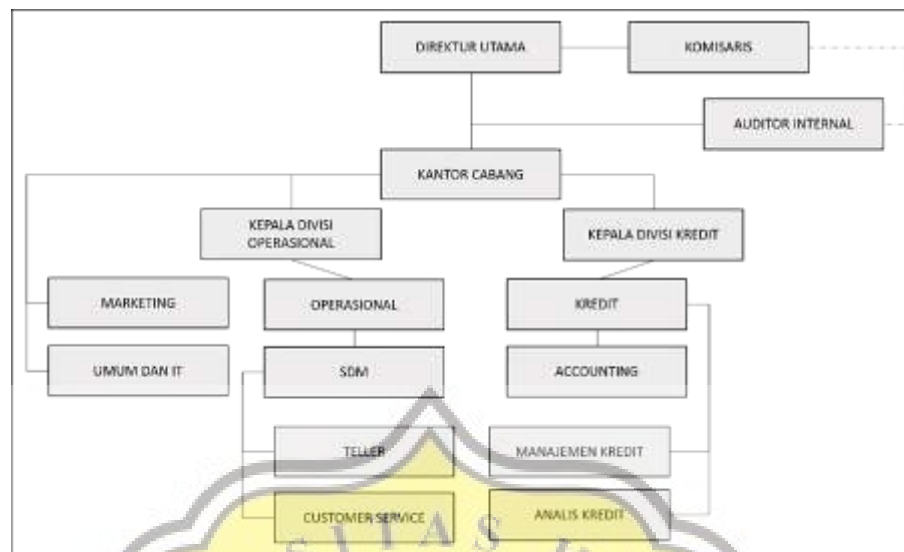 DIREKTUR UTAMA
KOMISARIS
AUDITOR INTERNAL
KANTOR CABANG
KEPALA DIVISI
OPERASIONAL
KEPALA DIVISI KREDIT
MARKETING
OPERASIONAL
KREDIT
UMUM DAN IT
SDM
ACCOUNTING
TELLER
MANAJEMEN KREDIT
CUSTOMER SERVICE
ANALIS KREDIT